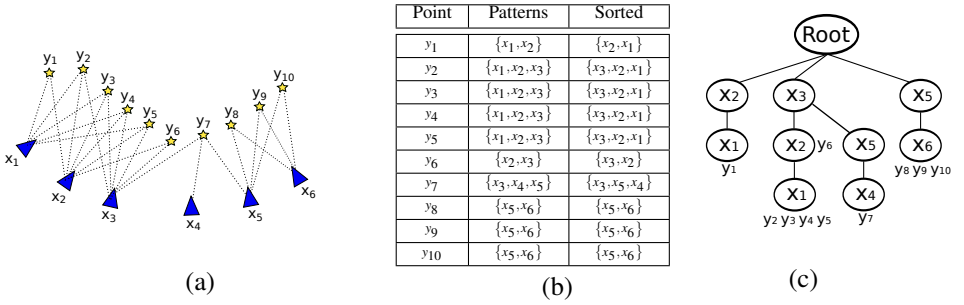 y1
y2
y3
y4
y5
y6
y7
y8
y9
y10
x1
x2
x3
x4
x5
x6
(a)
Point Patterns Sorted
y1 {x1,x2} {x2,x1}
y2 {x1,x2,x3} {x3,x2,x1}
y3 {x1,x2,x3} {x3,x2,x1}
y4 {x1,x2,x3} {x3,x2,x1}
y5 {x1,x2,x3} {x3,x2,x1}
y6 {x2,x3} {x3,x2}
y7 {x3,x4,x5} {x3,x5,x4}
y8 {x5,x6} {x5,x6}
y9 {x5,x6} {x5,x6}
y10 {x5,x6} {x5,x6}
(b)
Root
x2 x3 x5
x1 x2 y6 x5 x6
y1 y8 y9 y10
x1 x4
y2 y3 y4 y5 y7
(c)